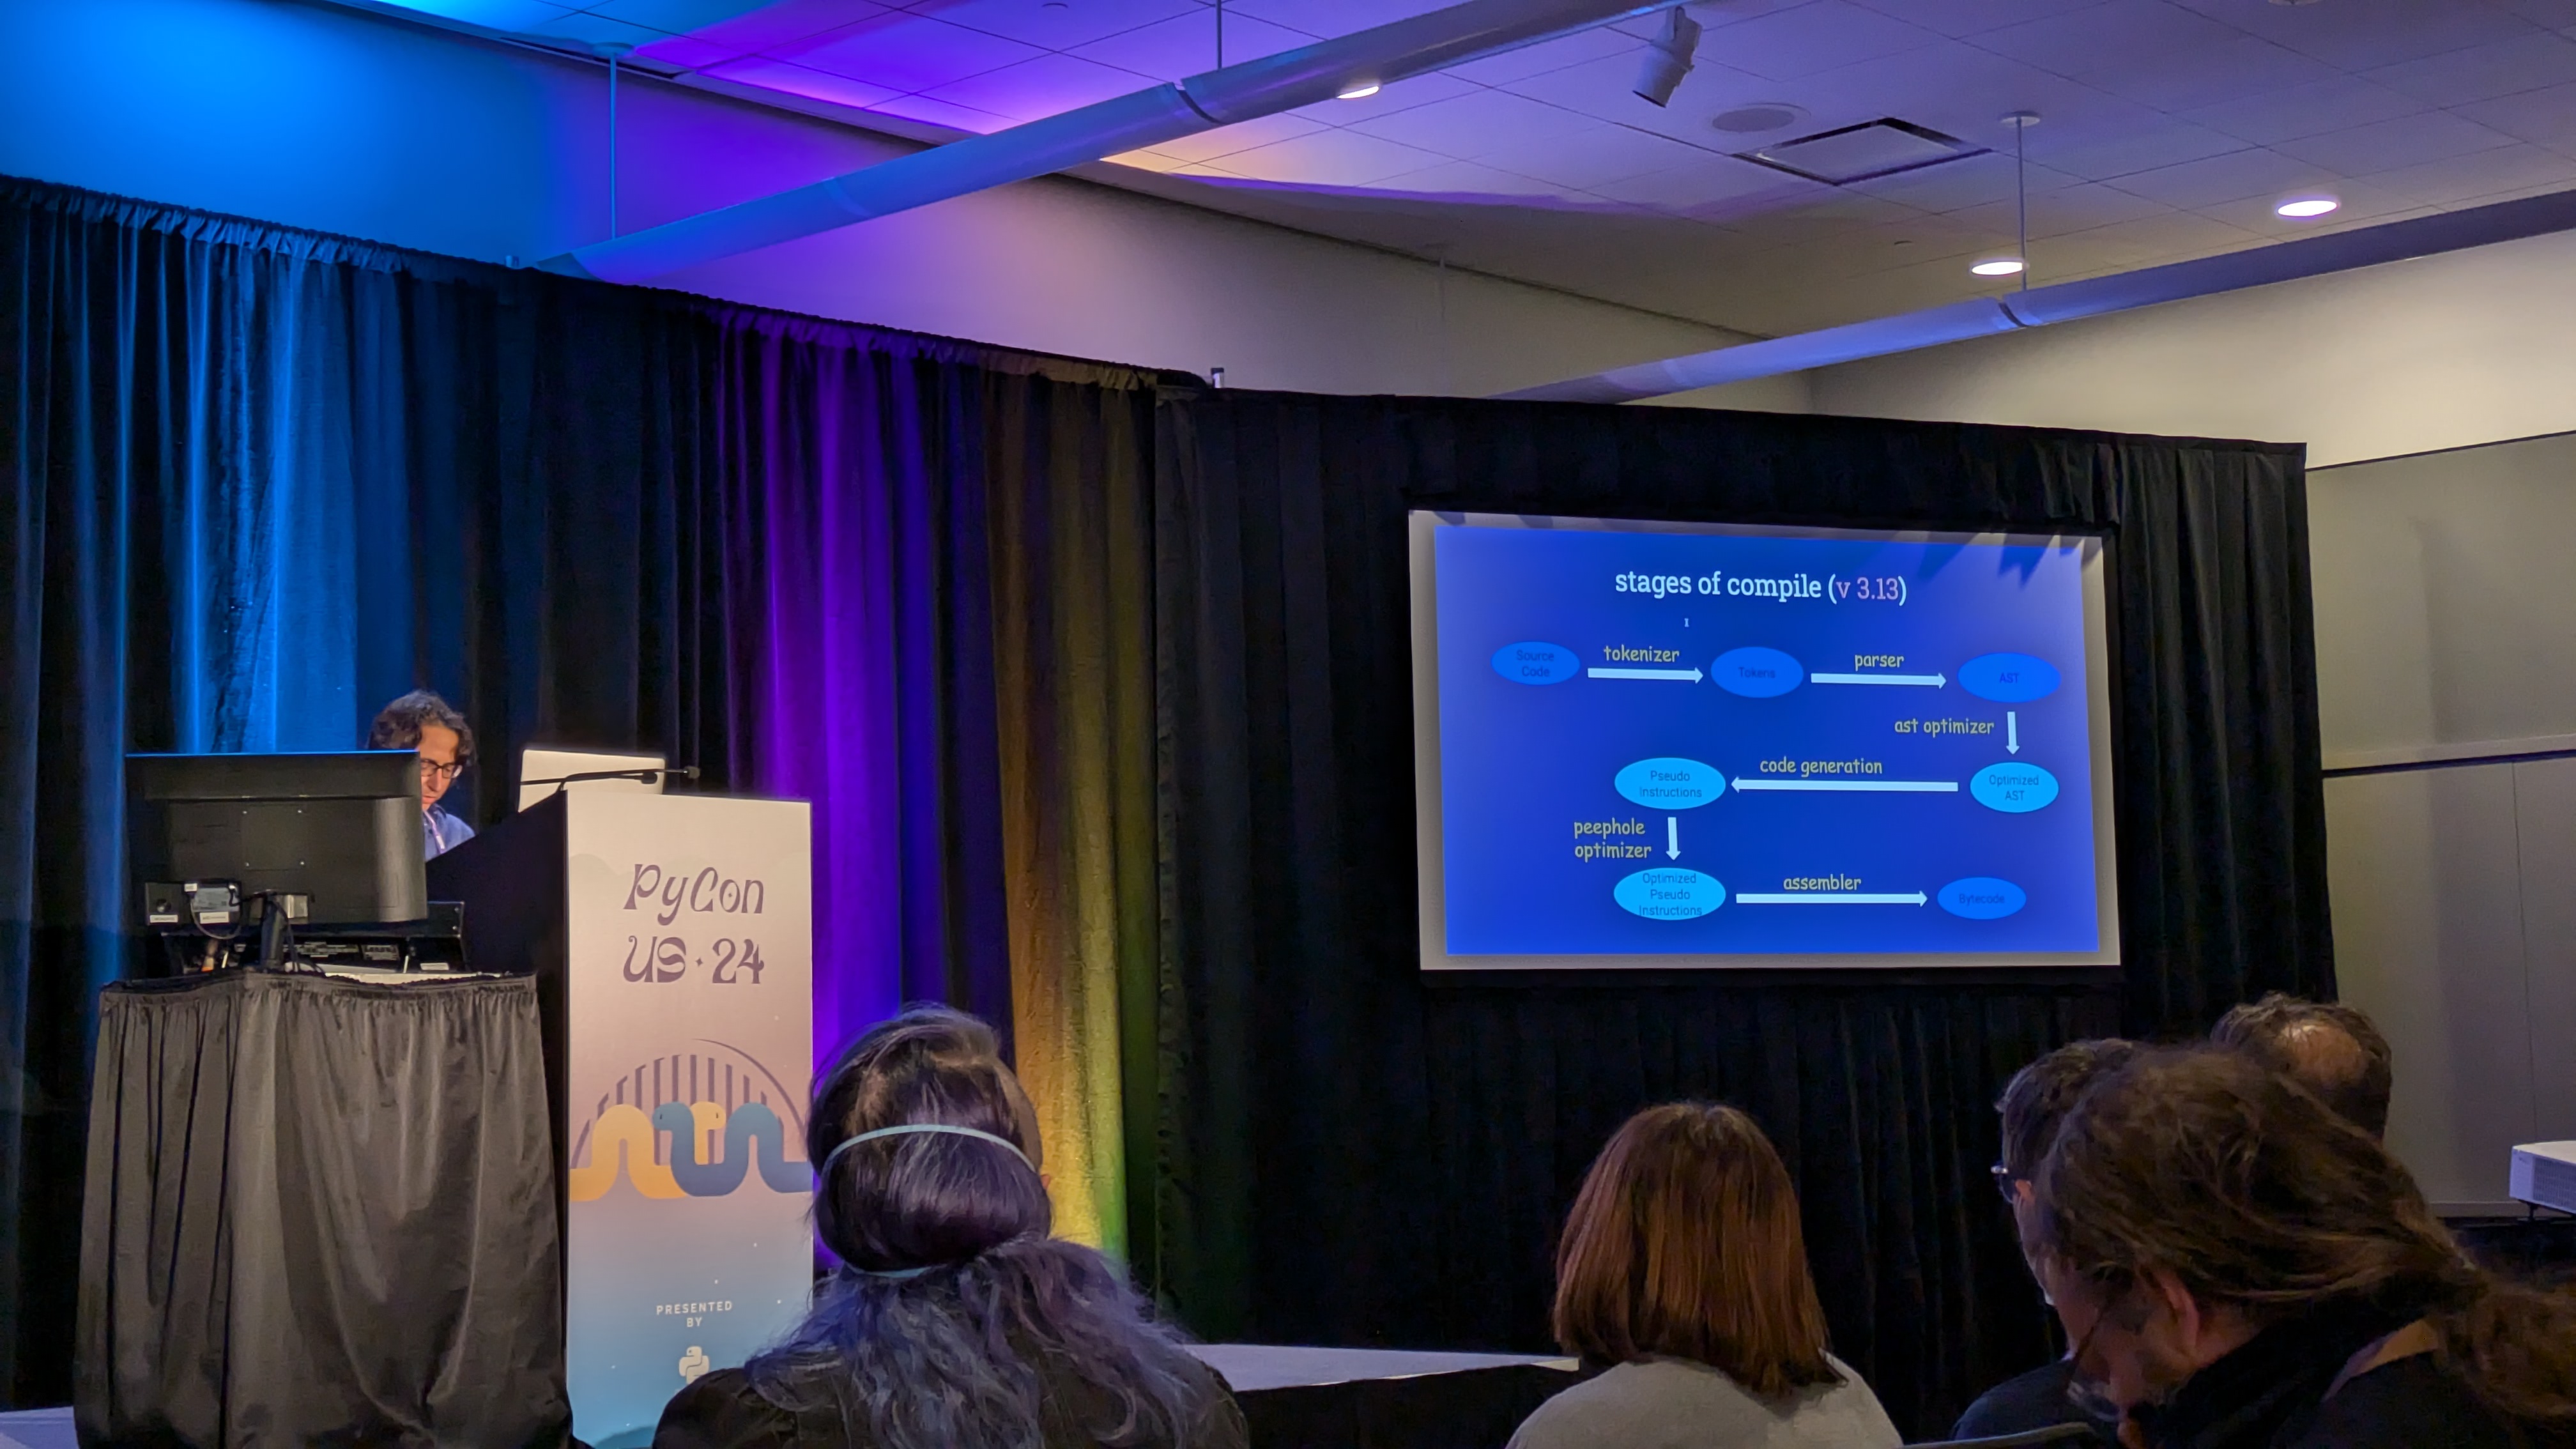 stages of compile (v 3.13)
Source
Code
tokenizer
Tokens
parser
AST
ast optimizer
Optimized
AST
code generation
Pseudo
Instructions
peephole
optimizer
Optimized
Pseudo
Instructions
assembler
Bytecode
PyCon
US·24
PRESENTED
BY